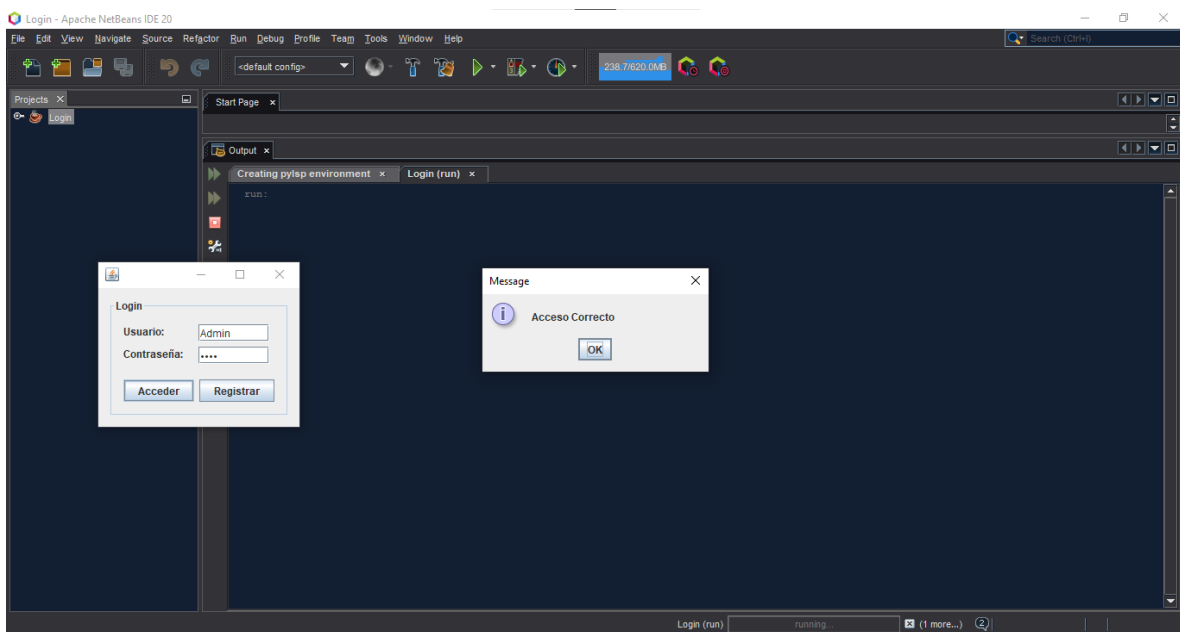 Login - Apache NetBeans IDE 20
File Edit View Navigate Source Refactor Run Debug Profile Team Tools Window Help
Search (Ctrl+I)
<default config>
238.7/620.0MB
Projects
Start Page
Login
Output
Creating pylsp environment
Login (run)
run:
Login
Usuario:
Admin
Contraseña:
••••
Acceder
Registrar
Message
Acceso Correcto
OK
Login (run)
running...
(1 more...)
2